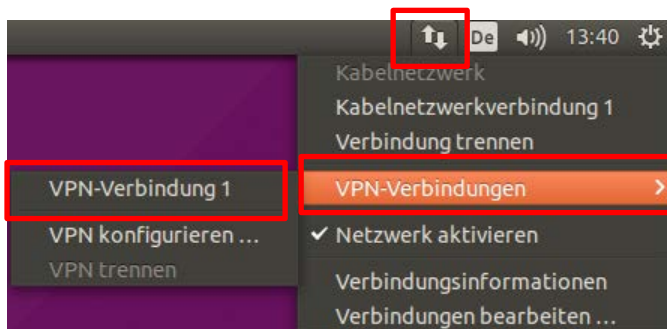 De 13:40
Kabelnetzwerk
Kabelnetzwerkverbindung 1
Verbindung trennen
VPN-Verbindungen
VPN-Verbindung 1
VPN konfigurieren ...
VPN trennen
Netzwerk aktivieren
Verbindungsinformationen
Verbindungen bearbeiten ...